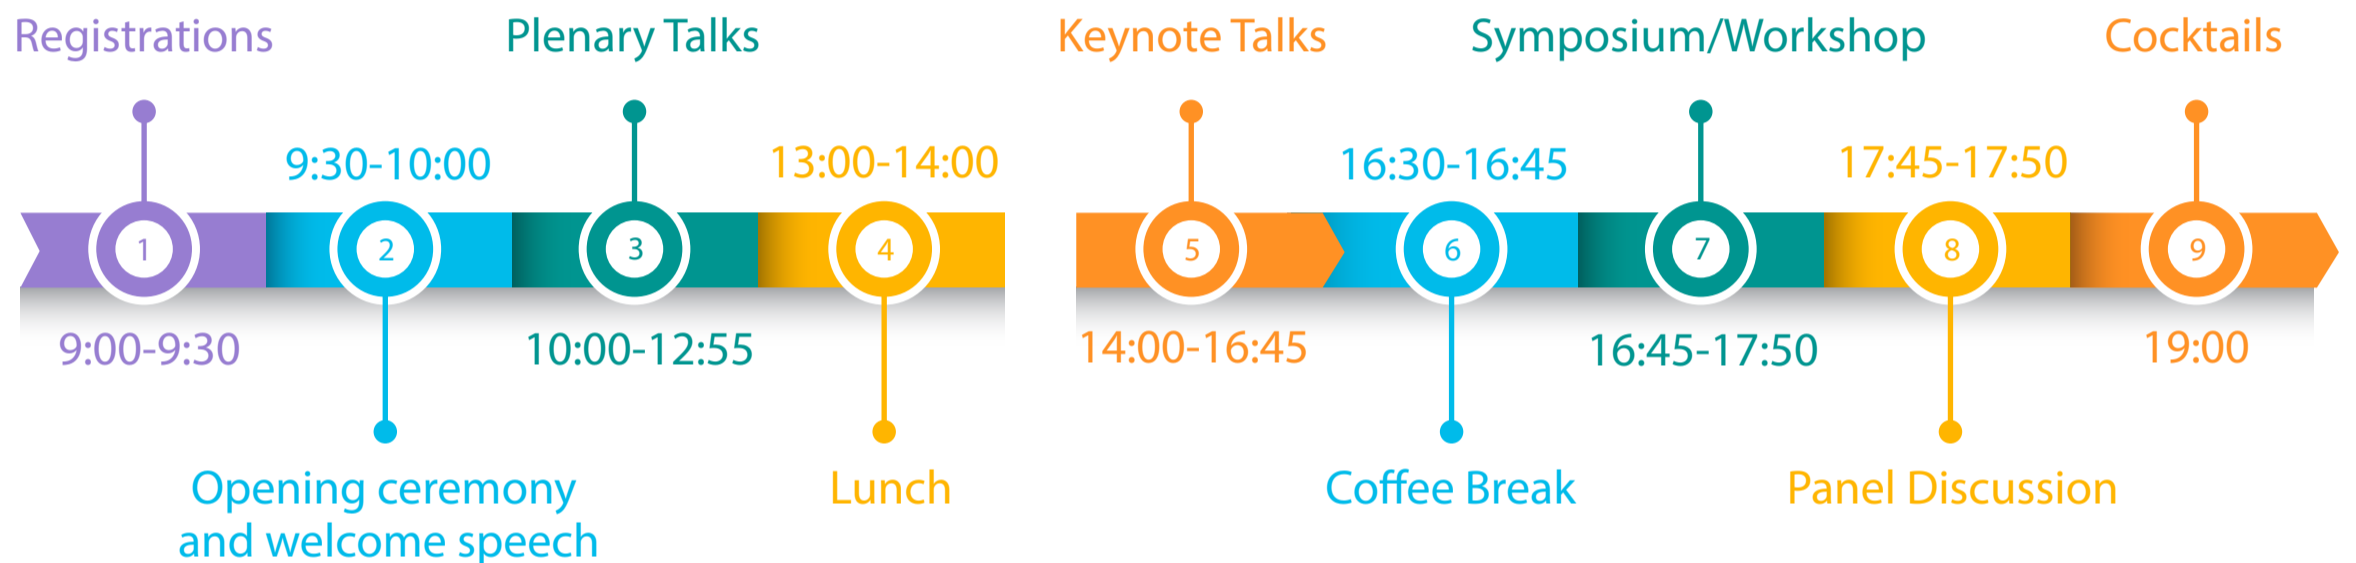 Registrations
Plenary Talks
Keynote Talks
Symposium/Workshop
Cocktails
9:30-10:00
13:00-14:00
16:30-16:45
17:45-17:50
1
2
3
4
5
6
7
8
9
9:00-9:30
10:00-12:55
14:00-16:45
16:45-17:50
19:00
Opening ceremony
and welcome speech
Lunch
Coffee Break
Panel Discussion